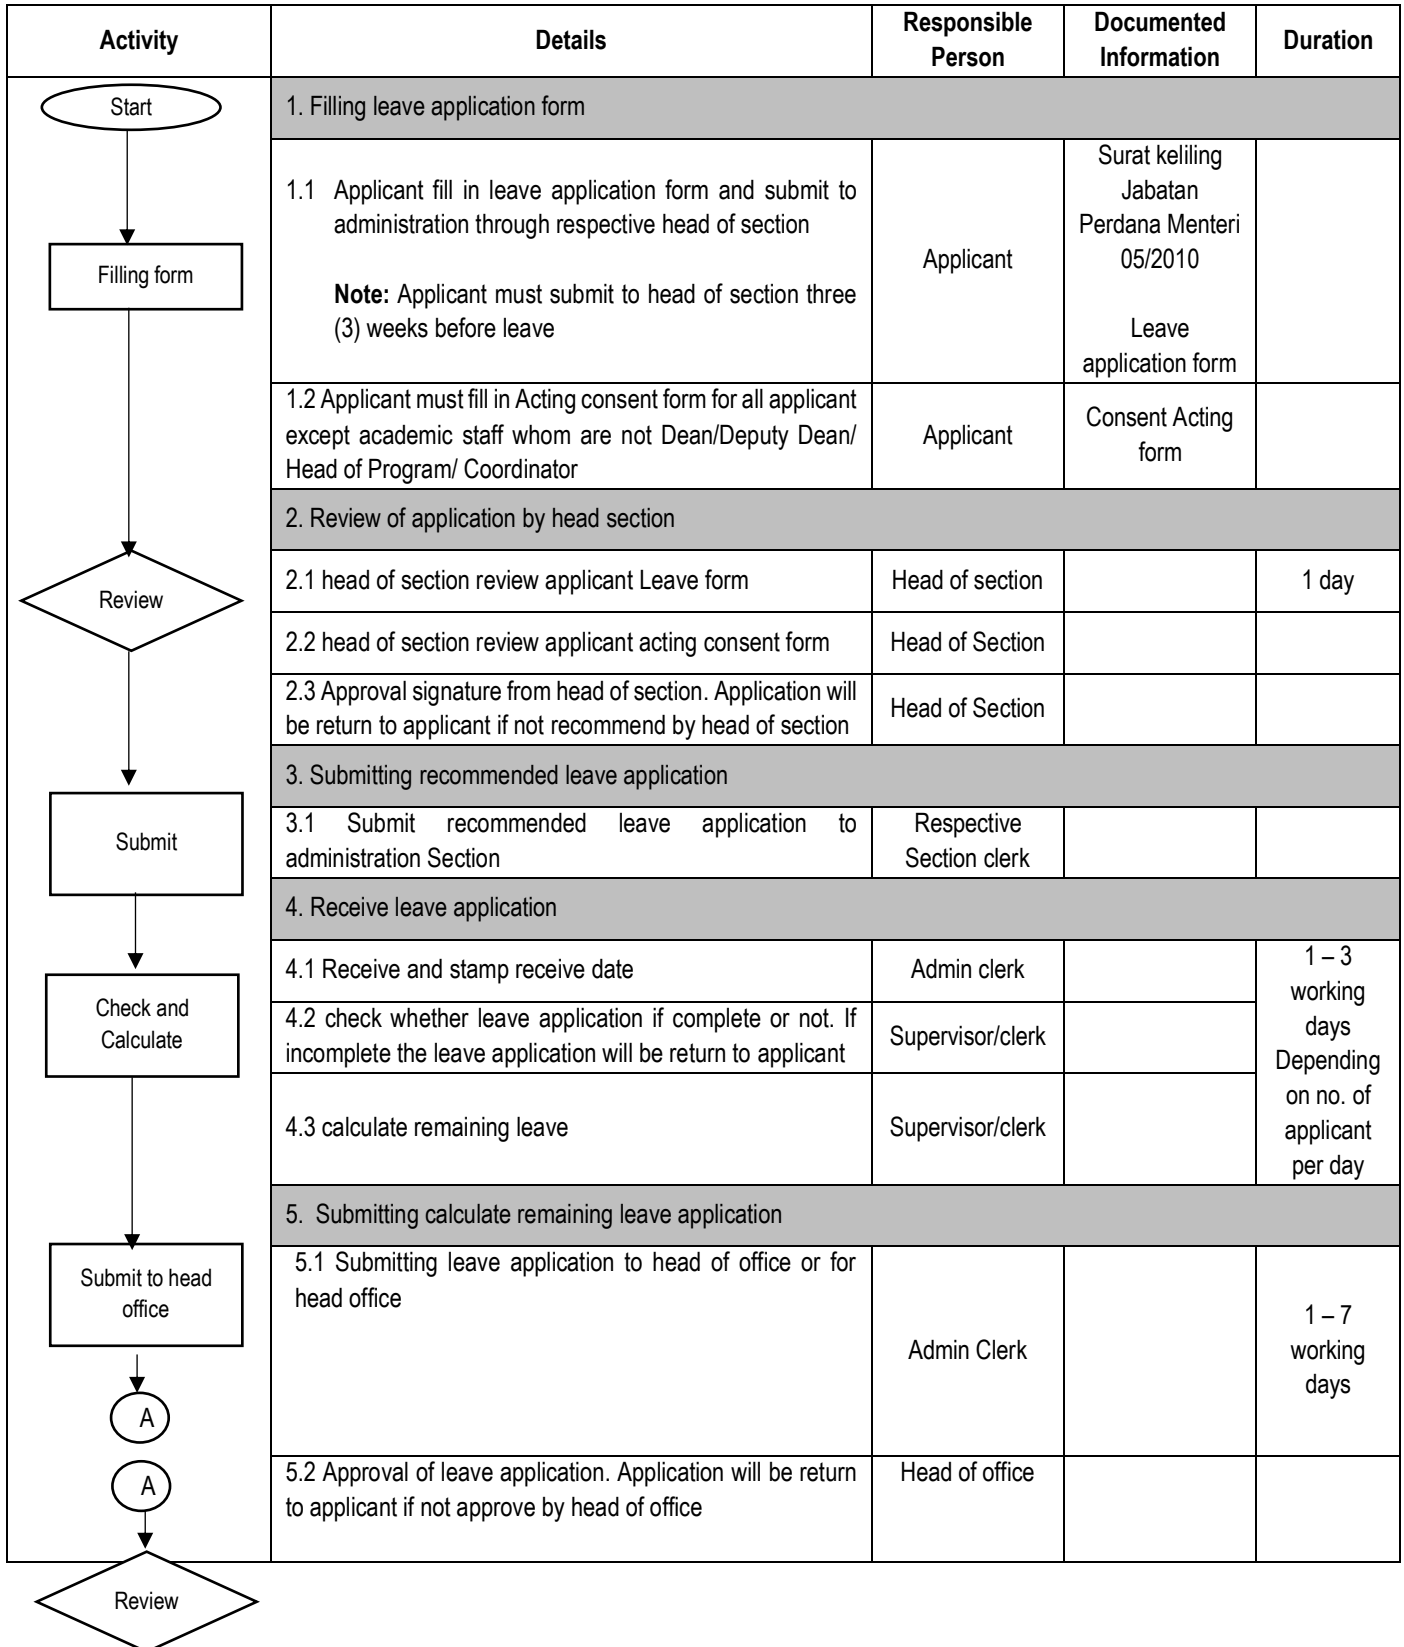 Activity
Details
Responsible
Person
Documented
Information
Duration
Start
1. Filling leave application form
Filling form
1.1 Applicant fill in leave application form and submit to
administration through respective head of section
Note: Applicant must submit to head of section three
(3) weeks before leave
Applicant
Surat keliling
Jabatan
Perdana Menteri
05/2010
Leave
application form
1.2 Applicant must fill in Acting consent form for all applicant
except academic staff whom are not Dean/Deputy Dean/
Head of Program/ Coordinator
Applicant
Consent Acting
form
2. Review of application by head section
Review
2.1 head of section review applicant Leave form
Head of section
1 day
2.2 head of section review applicant acting consent form
Head of Section
2.3 Approval signature from head of section. Application will
be return to applicant if not recommend by head of section
Head of Section
3. Submitting recommended leave application
Submit
3.1 Submit recommended leave application to
administration Section
Respective
Section clerk
4. Receive leave application
Check and
Calculate
4.1 Receive and stamp receive date
Admin clerk
1 – 3
working
days
Depending
on no. of
applicant
per day
4.2 check whether leave application if complete or not. If
incomplete the leave application will be return to applicant
Supervisor/clerk
4.3 calculate remaining leave
Supervisor/clerk
5. Submitting calculate remaining leave application
Submit to head
office
5.1 Submitting leave application to head of office or for
head office
Admin Clerk
1 – 7
working
days
A
A
5.2 Approval of leave application. Application will be return
to applicant if not approve by head of office
Head of office
Review